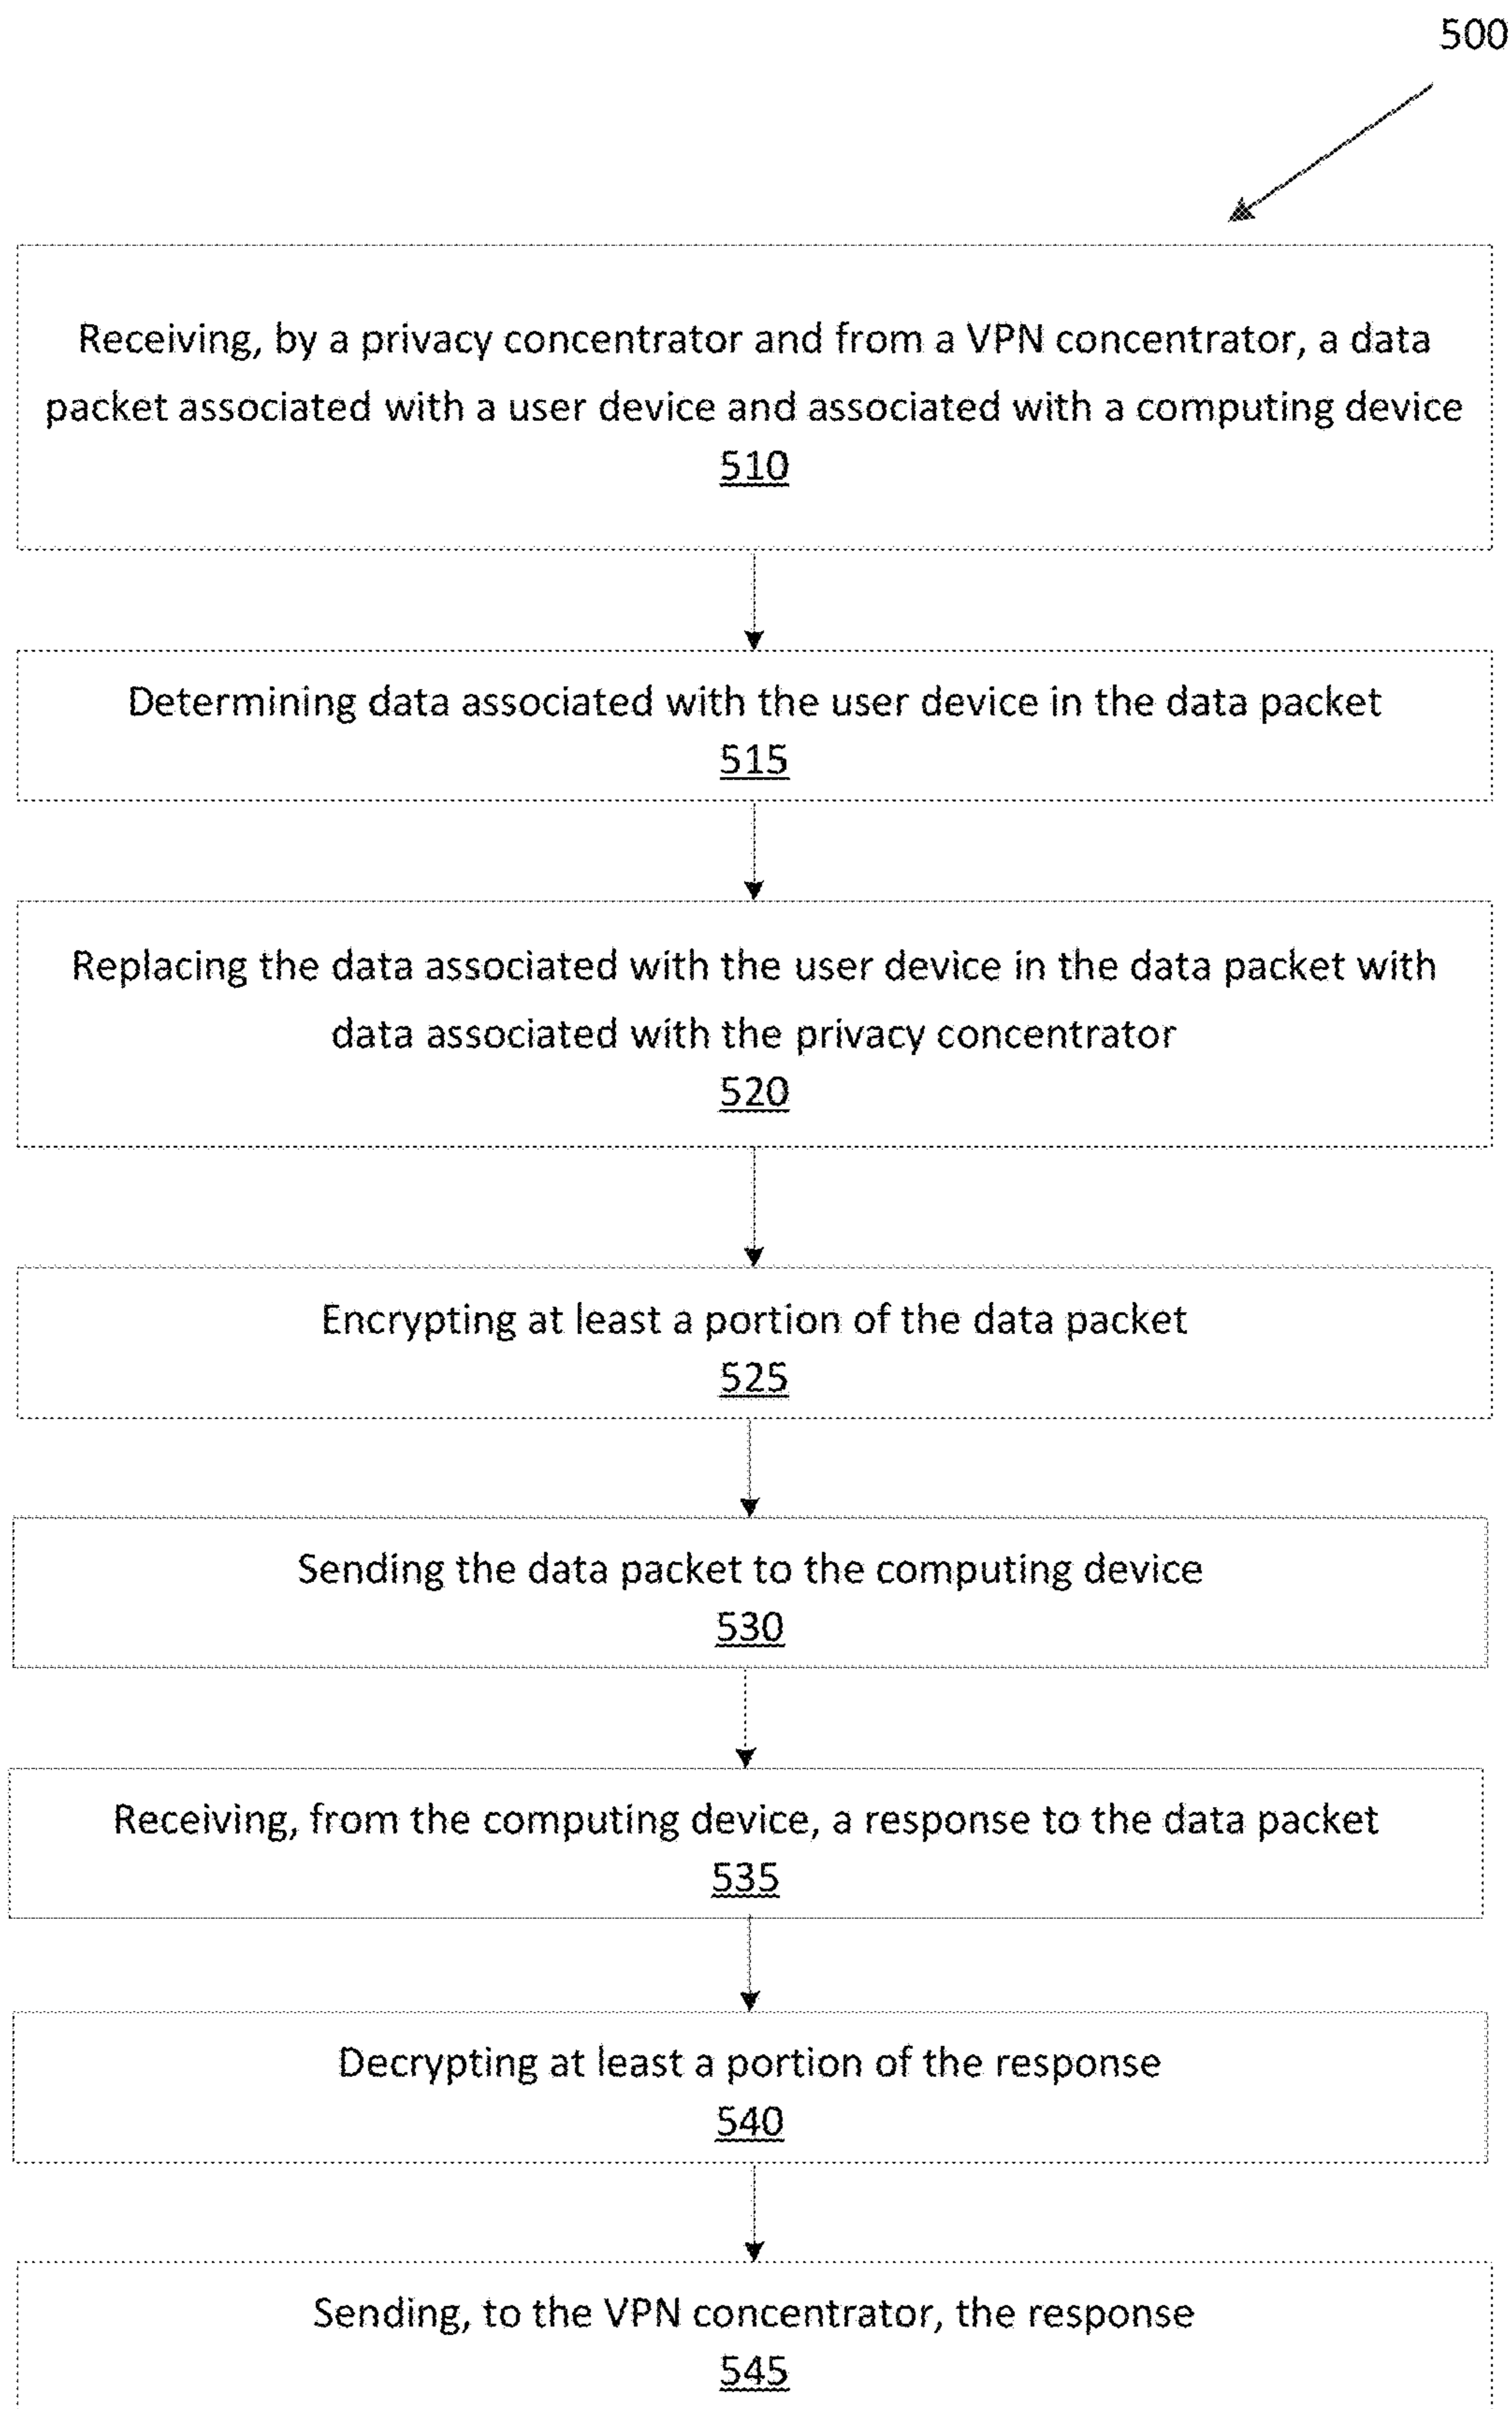 500
Receiving, by a privacy concentrator and from a VPN concentrator, a data
packet associated with a user device and associated with a computing device
510
Determining data associated with the user device in the data packet
515
Replacing the data associated with the user device in the data packet with
data associated with the privacy concentrator
520
Encrypting at least a portion of the data packet
525
Sending the data packet to the computing device
530
Receiving, from the computing device, a response to the data packet
535
Decrypting at least a portion of the response
540
Sending, to the VPN concentrator, the response
545